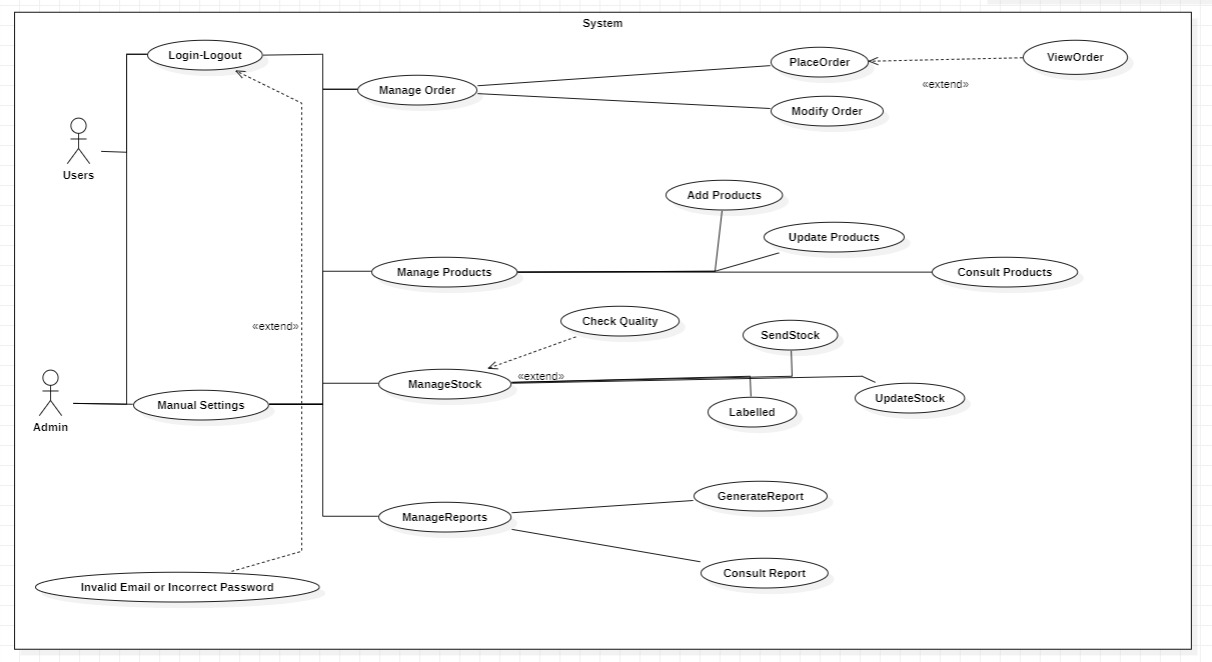 System
Login-Logout
PlaceOrder
ViewOrder
«extend»
Manage Order
Modify Order
Users
Add Products
Update Products
Manage Products
Consult Products
«extend»
Check Quality
SendStock
«extend»
ManageStock
UpdateStock
Manual Settings
Labelled
Admin
GenerateReport
ManageReports
Consult Report
Invalid Email or Incorrect Password